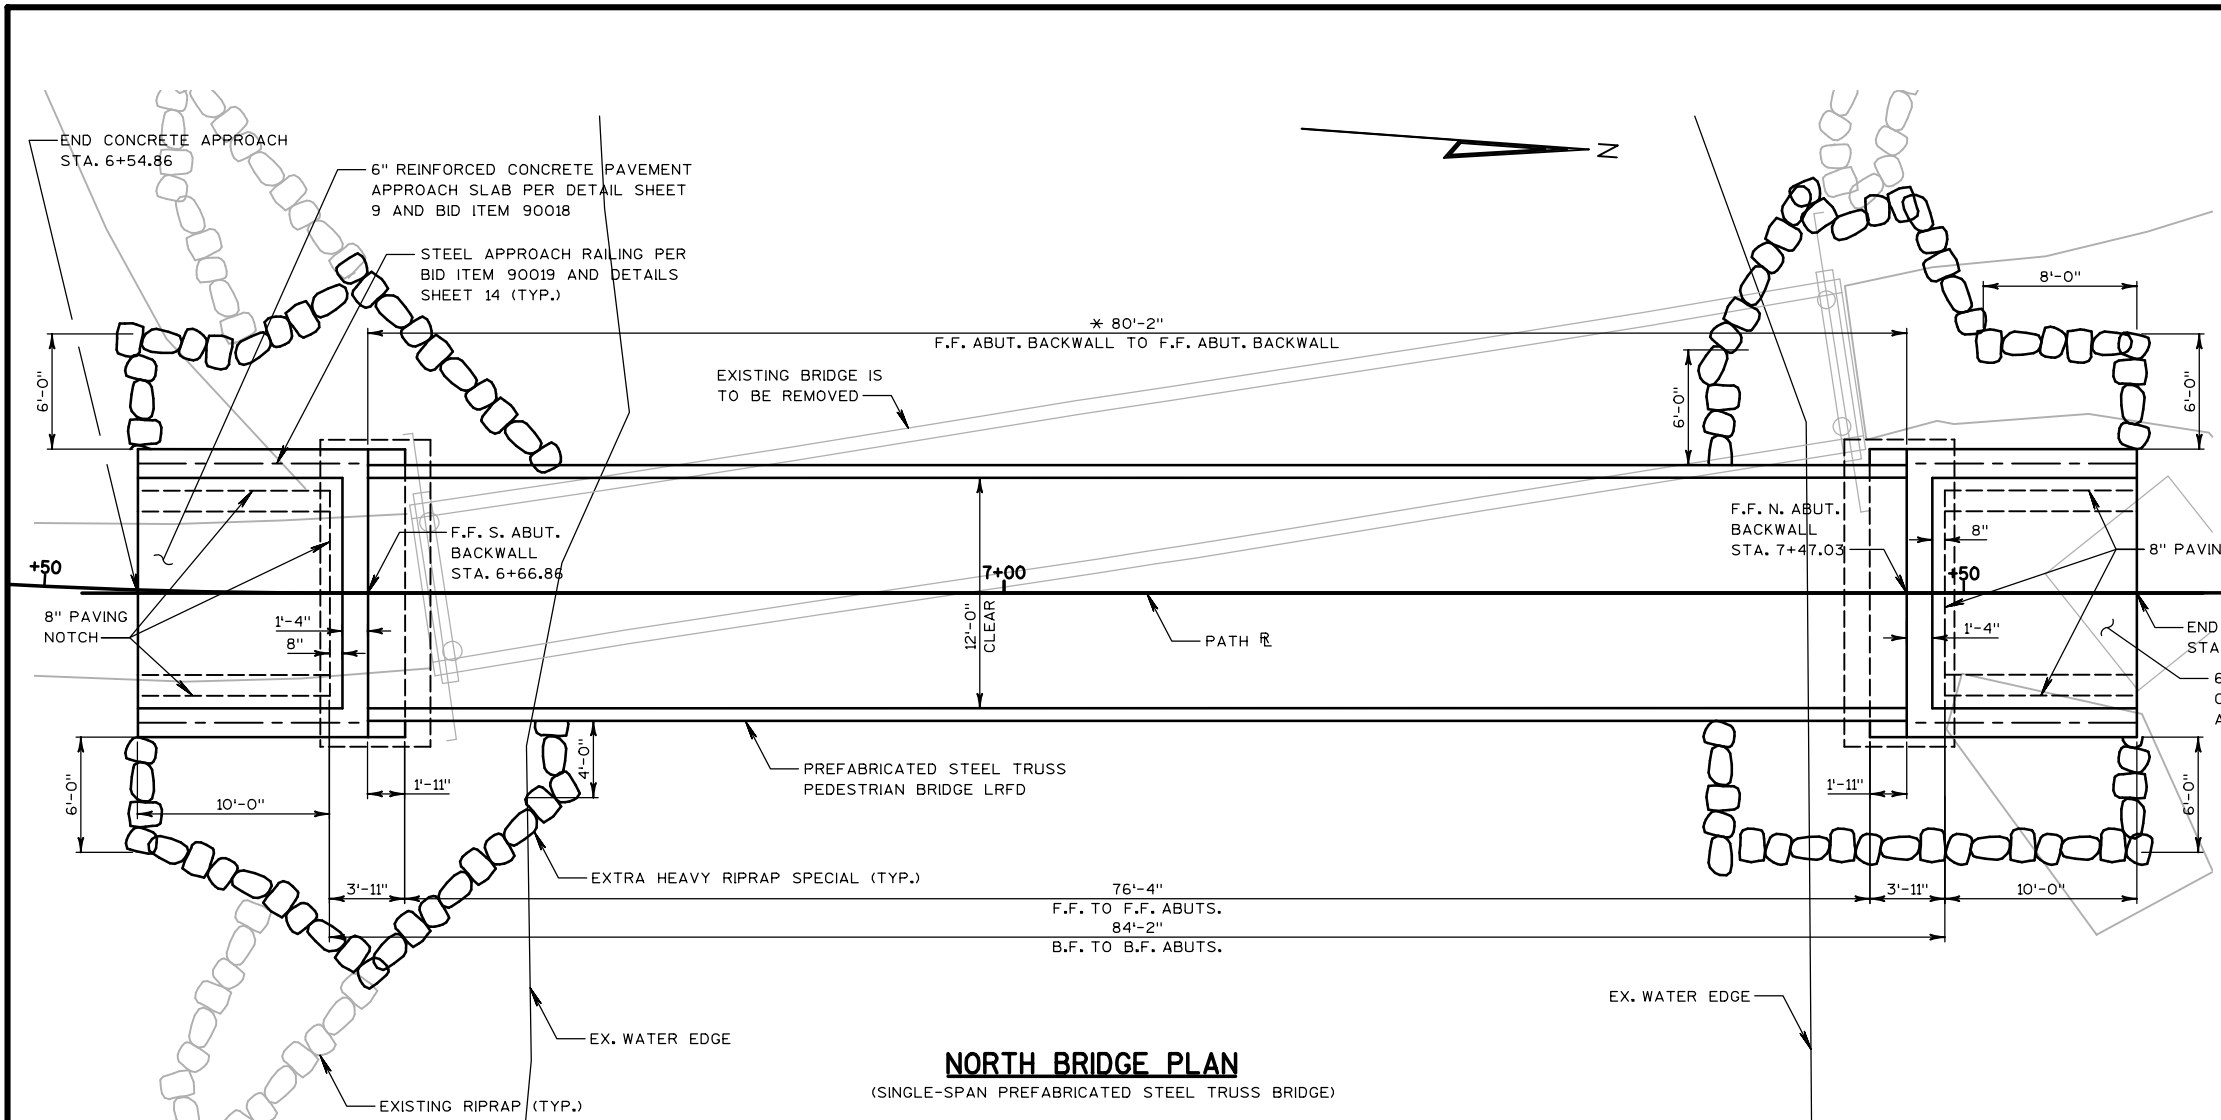 END CONCRETE APPROACH
STA. 6+54.86
6" REINFORCED CONCRETE PAVEMENT
APPROACH SLAB PER DETAIL SHEET
9 AND BID ITEM 90018
STEEL APPROACH RAILING PER
BID ITEM 90019 AND DETAILS
SHEET 14 (TYP.)
N
8'-0"
6'-0"
* 80'-2"
F.F. ABUT. BACKWALL TO F.F. ABUT. BACKWALL
EXISTING BRIDGE IS
TO BE REMOVED
6'-0"
6'-0"
F.F. S. ABUT.
BACKWALL
STA. 6+66.86
F.F. N. ABUT.
BACKWALL
STA. 7+47.03
8"
8" PAVIN
+50
7+00
+50
8" PAVING
NOTCH
1'-4"
8"
12'-0"
CLEAR
PATH
1'-4"
END
STA
6
C
A
6'-0"
10'-0"
1'-11"
4'-0"
PREFABRICATED STEEL TRUSS
PEDESTRIAN BRIDGE LRFD
1'-11"
6'-0"
EXTRA HEAVY RIPRAP SPECIAL (TYP.)
3'-11"
76'-4"
F.F. TO F.F. ABUTS.
3'-11"
10'-0"
84'-2"
B.F. TO B.F. ABUTS.
EX. WATER EDGE
EX. WATER EDGE
EXISTING RIPRAP (TYP.)
NORTH BRIDGE PLAN
(SINGLE-SPAN PREFABRICATED STEEL TRUSS BRIDGE)